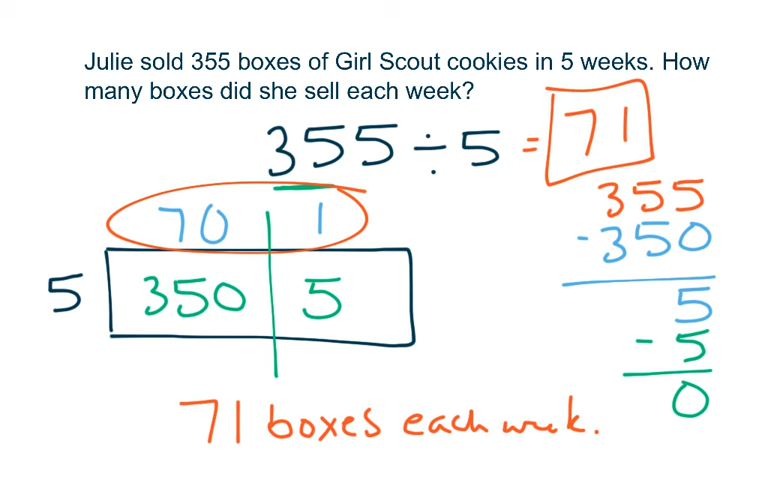 Julie sold 355 boxes of Girl Scout cookies in 5 weeks. How
many boxes did she sell each week?
355 ÷ 5 = 71
70 1
5 350 5
355
-350
5
- 5
0
71 boxes each week.